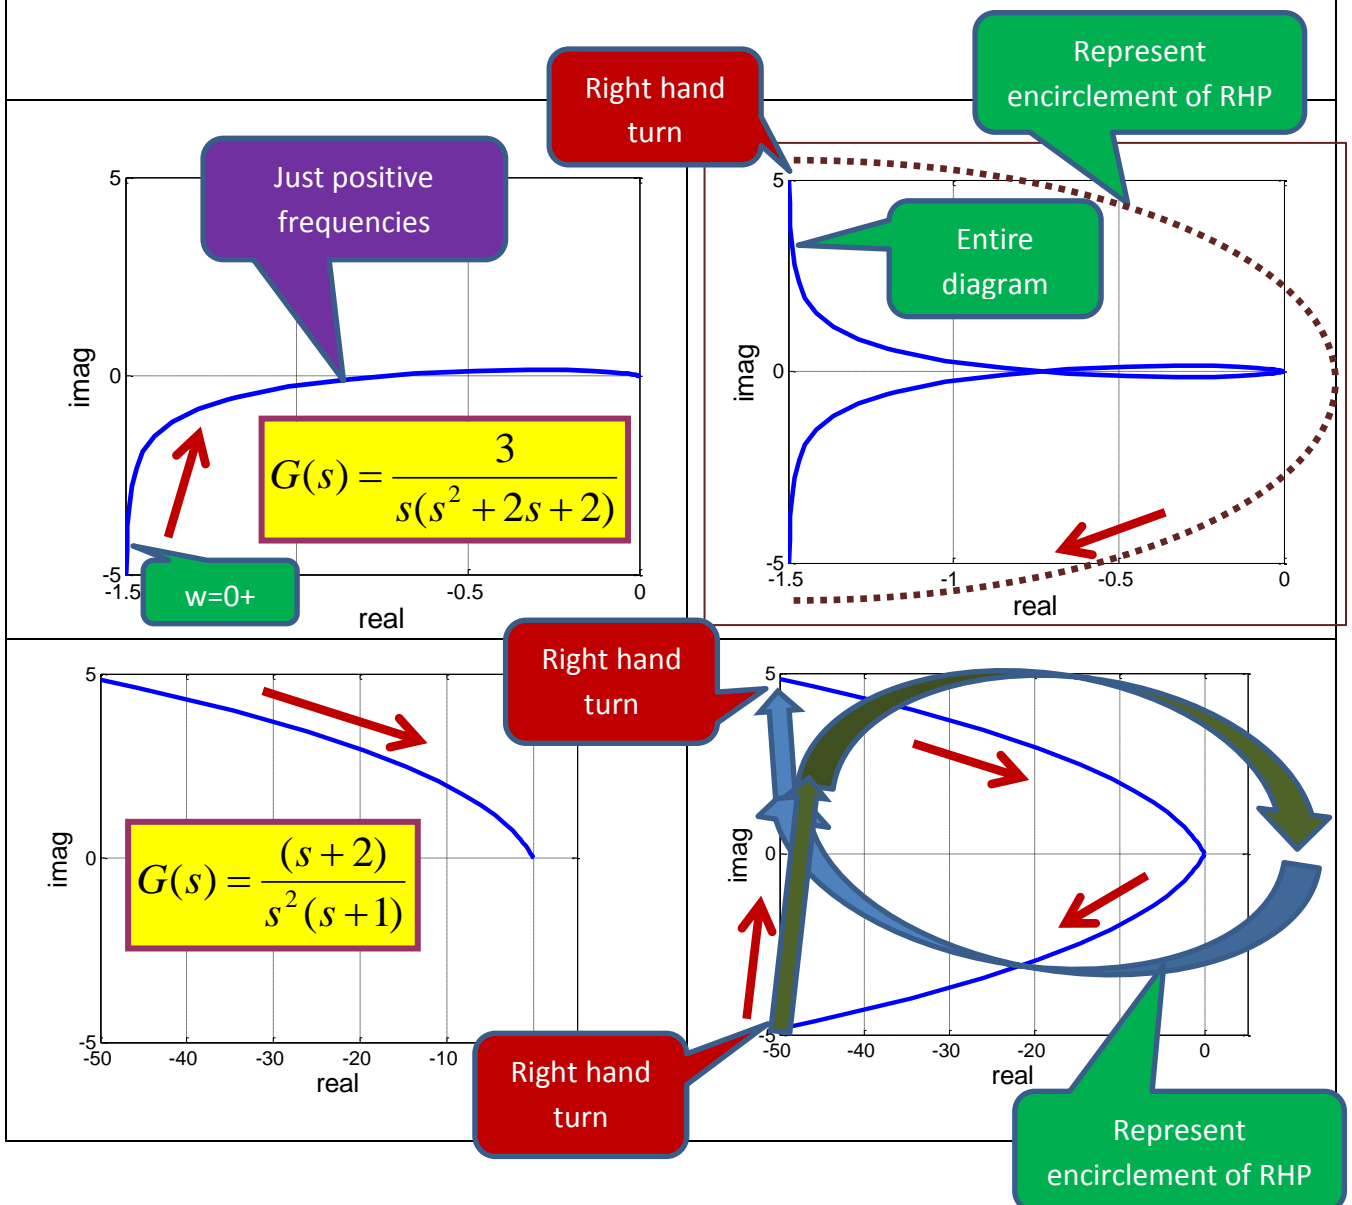 Represent
encirclement of RHP
Right hand
turn
Just positive
frequencies
5
0
-5
-1.5
-0.5
0
imag
real
G(s) = 3 / s(s² + 2s + 2)
w=0+
Entire
diagram
5
0
-5
-1.5
-1
-0.5
0
imag
real
Right hand
turn
5
0
-5
-50
-40
-30
-20
-10
imag
real
G(s) = (s + 2) / s² (s + 1)
5
0
-5
-50
-40
-30
-20
-10
0
imag
real
Right hand
turn
Represent
encirclement of RHP